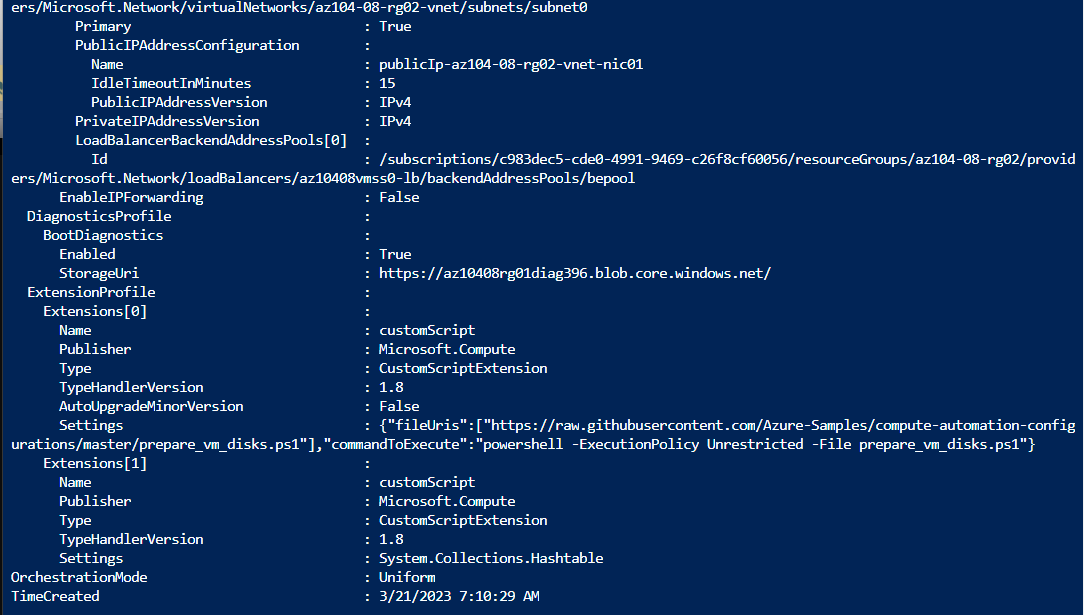 ers/Microsoft.Network/virtualNetworks/az104-08-rg02-vnet/subnets/subnet0
Primary : True
PublicIPAddressConfiguration :
Name : publicIp-az104-08-rg02-vnet-nic01
IdleTimeoutInMinutes : 15
PublicIPAddressVersion : IPv4
PrivateIPAddressVersion : IPv4
LoadBalancerBackendAddressPools[0] :
Id : /subscriptions/c983dec5-cde0-4991-9469-c26f8cf60056/resourceGroups/az104-08-rg02/provid
ers/Microsoft.Network/loadBalancers/az10408vmss0-lb/backendAddressPools/bepool
EnableIPForwarding : False
DiagnosticsProfile :
BootDiagnostics :
Enabled : True
StorageUri : https://az10408rg01diag396.blob.core.windows.net/
ExtensionProfile :
Extensions[0] :
Name : customScript
Publisher : Microsoft.Compute
Type : CustomScriptExtension
TypeHandlerVersion : 1.8
AutoUpgradeMinorVersion : False
Settings : {"fileUris":["https://raw.githubusercontent.com/Azure-Samples/compute-automation-config
urations/master/prepare_vm_disks.ps1"],"commandToExecute":"powershell -ExecutionPolicy Unrestricted -File prepare_vm_disks.ps1"}
Extensions[1] :
Name : customScript
Publisher : Microsoft.Compute
Type : CustomScriptExtension
TypeHandlerVersion : 1.8
Settings : System.Collections.Hashtable
OrchestrationMode : Uniform
TimeCreated : 3/21/2023 7:10:29 AM